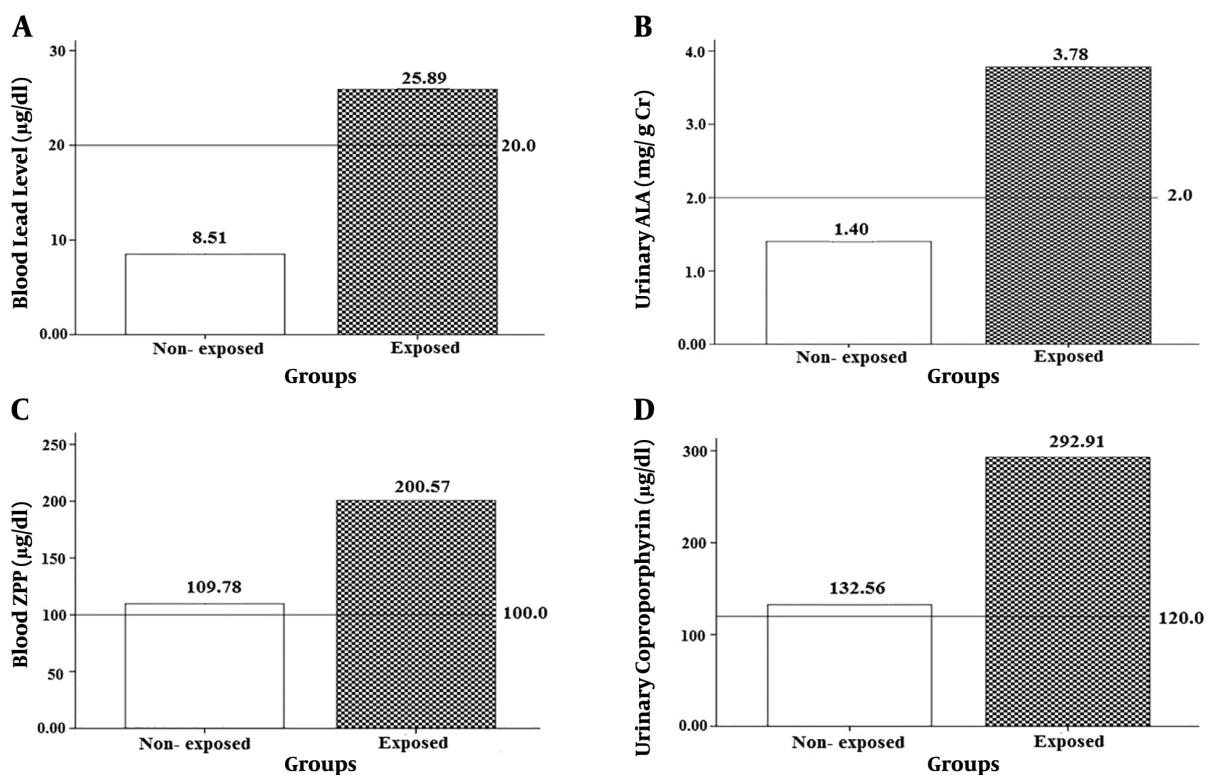 A
Blood Lead Level (µg/dl)
30
20
10
0.00
25.89
20.0
8.51
Non- exposed
Exposed
Groups
B
Urinary ALA (mg/ g Cr)
4.0
3.0
2.0
1.0
0.00
3.78
2.0
1.40
Non- exposed
Exposed
Groups
C
Blood ZPP (µg/dl)
250
200
150
100
50
0.00
200.57
109.78
100.0
Non- exposed
Exposed
Groups
D
Urinary Coproporphyrin (µg/dl)
300
200
100
0.00
292.91
132.56
120.0
Non- exposed
Exposed
Groups